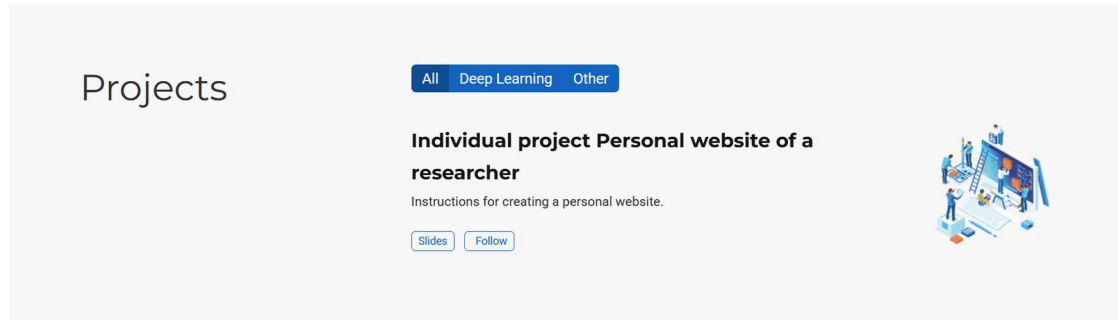 Projects
All Deep Learning Other
Individual project Personal website of a
researcher
Instructions for creating a personal website.
Slides Follow